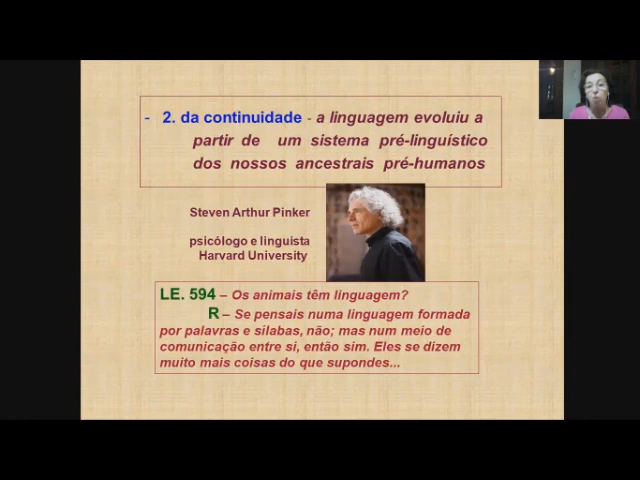 - 2. da continuidade - a linguagem evoluiu a
partir de um sistema pré-linguístico
dos nossos ancestrais pré-humanos
Steven Arthur Pinker
psicólogo e linguista
Harvard University
LE. 594 – Os animais têm linguagem?
R – Se pensais numa linguagem formada
por palavras e silabas, não; mas num meio de
comunicação entre si, então sim. Eles se dizem
muito mais coisas do que supondes...